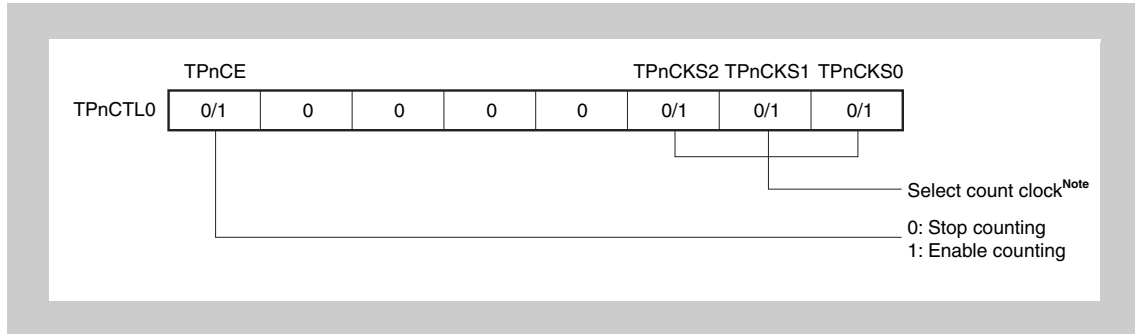 TPnCE TPnCKS2 TPnCKS1 TPnCKS0
TPnCTL0 0/1 0 0 0 0 0/1 0/1 0/1
Select count clockNote
0: Stop counting
1: Enable counting